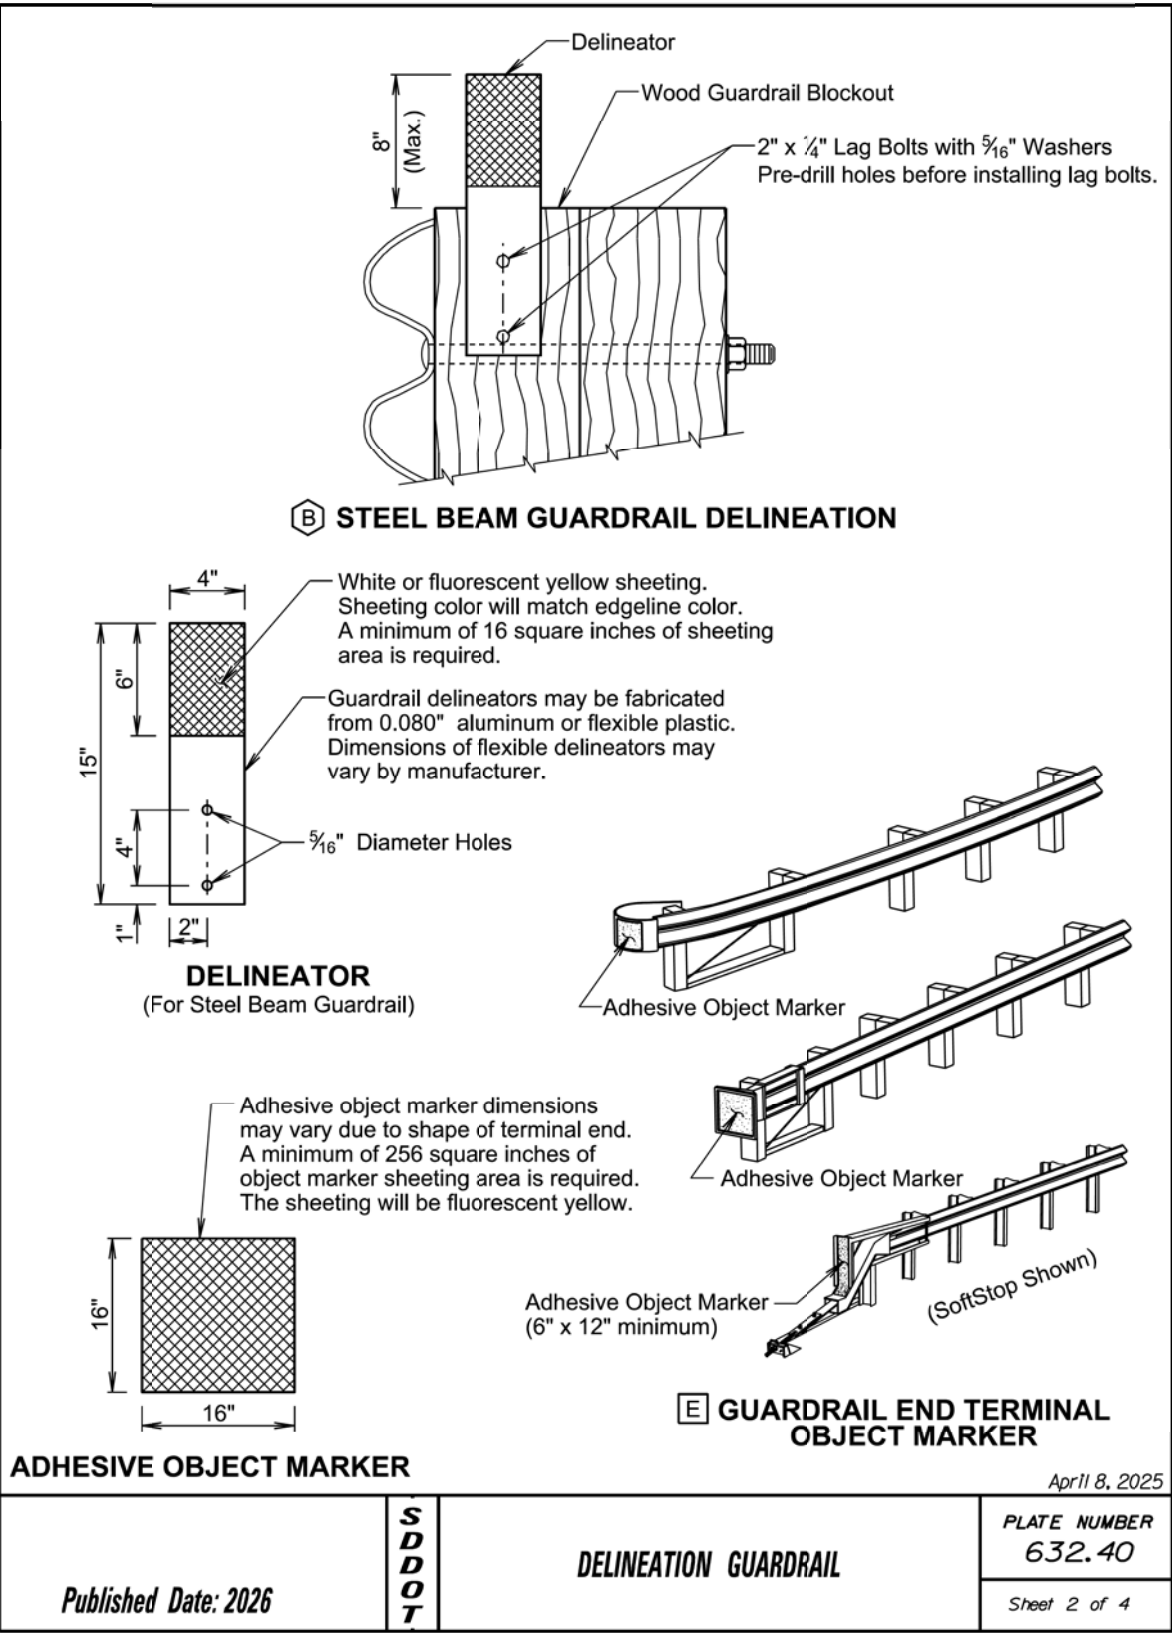 Delineator
Wood Guardrail Blockout
8"
(Max.)
2" x 1/4" Lag Bolts with 5/16" Washers
Pre-drill holes before installing lag bolts.
B STEEL BEAM GUARDRAIL DELINEATION
4"
White or fluorescent yellow sheeting.
Sheeting color will match edgeline color.
A minimum of 16 square inches of sheeting
area is required.
6"
15"
Guardrail delineators may be fabricated
from 0.080" aluminum or flexible plastic.
Dimensions of flexible delineators may
vary by manufacturer.
4"
5/16" Diameter Holes
1"
2"
DELINEATOR
(For Steel Beam Guardrail)
Adhesive Object Marker
Adhesive object marker dimensions
may vary due to shape of terminal end.
A minimum of 256 square inches of
object marker sheeting area is required.
The sheeting will be fluorescent yellow.
Adhesive Object Marker
16"
16"
Adhesive Object Marker
(6" x 12" minimum)
(SoftStop Shown)
E GUARDRAIL END TERMINAL
OBJECT MARKER
ADHESIVE OBJECT MARKER
April 8, 2025
Published Date: 2026
S
D
D
O
T
DELINEATION GUARDRAIL
PLATE NUMBER
632.40
Sheet 2 of 4